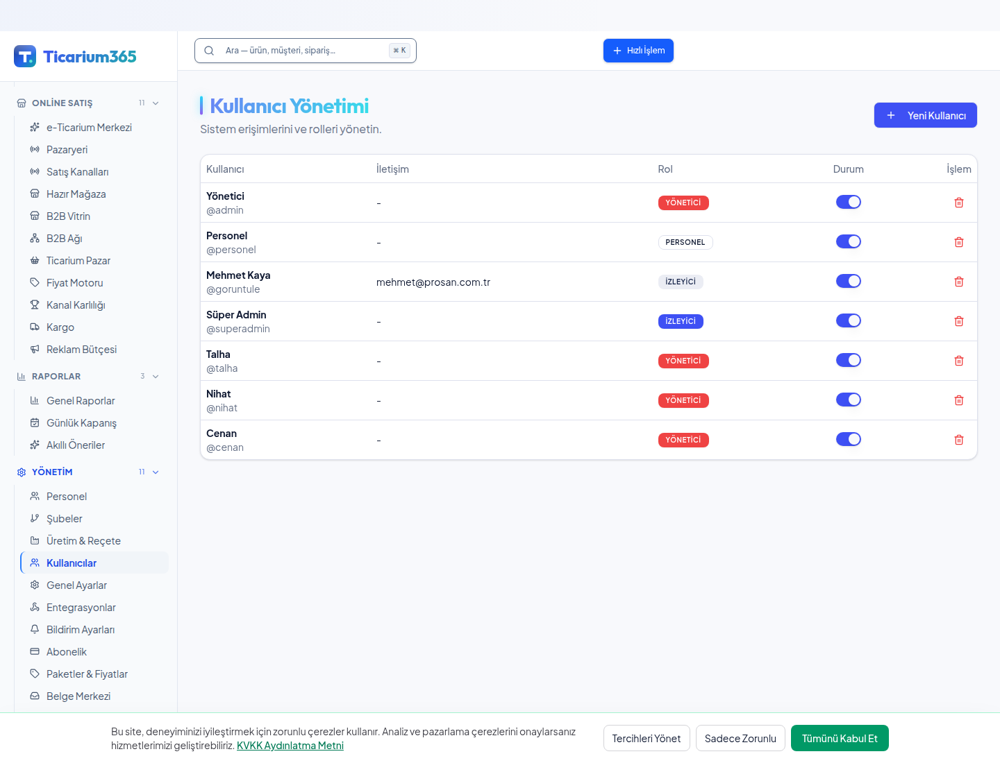 Ticarium365
Ara — ürün, müşteri, sipariş...
⌘ K
+ Hızlı İşlem
ONLİNE SATIŞ 11
e-Ticarium Merkezi
Pazaryeri
Satış Kanalları
Hazır Mağaza
B2B Vitrin
B2B Ağı
Ticarium Pazar
Fiyat Motoru
Kanal Karlılığı
Kargo
Reklam Bütçesi
RAPORLAR 3
Genel Raporlar
Günlük Kapanış
Akıllı Öneriler
YÖNETİM 11
Personel
Şubeler
Üretim & Reçete
Kullanıcılar
Genel Ayarlar
Entegrasyonlar
Bildirim Ayarları
Abonelik
Paketler & Fiyatlar
Belge Merkezi
Kullanıcı Yönetimi
Sistem erişimlerini ve rolleri yönetin.
+ Yeni Kullanıcı
Kullanıcı İletişim Rol Durum İşlem
Yönetici
@admin
-
YÖNETİCİ
Personel
@personel
-
PERSONEL
Mehmet Kaya
@goruntule
mehmet@prosan.com.tr
İZLEYİCİ
Süper Admin
@superadmin
-
İZLEYİCİ
Talha
@talha
-
YÖNETİCİ
Nihat
@nihat
-
YÖNETİCİ
Cenan
@cenan
-
YÖNETİCİ
Bu site, deneyiminizi iyileştirmek için zorunlu çerezler kullanır. Analiz ve pazarlama çerezlerini onaylarsanız
hizmetlerimizi geliştirebiliriz. KVKK Aydınlatma Metni
Tercihleri Yönet
Sadece Zorunlu
Tümünü Kabul Et